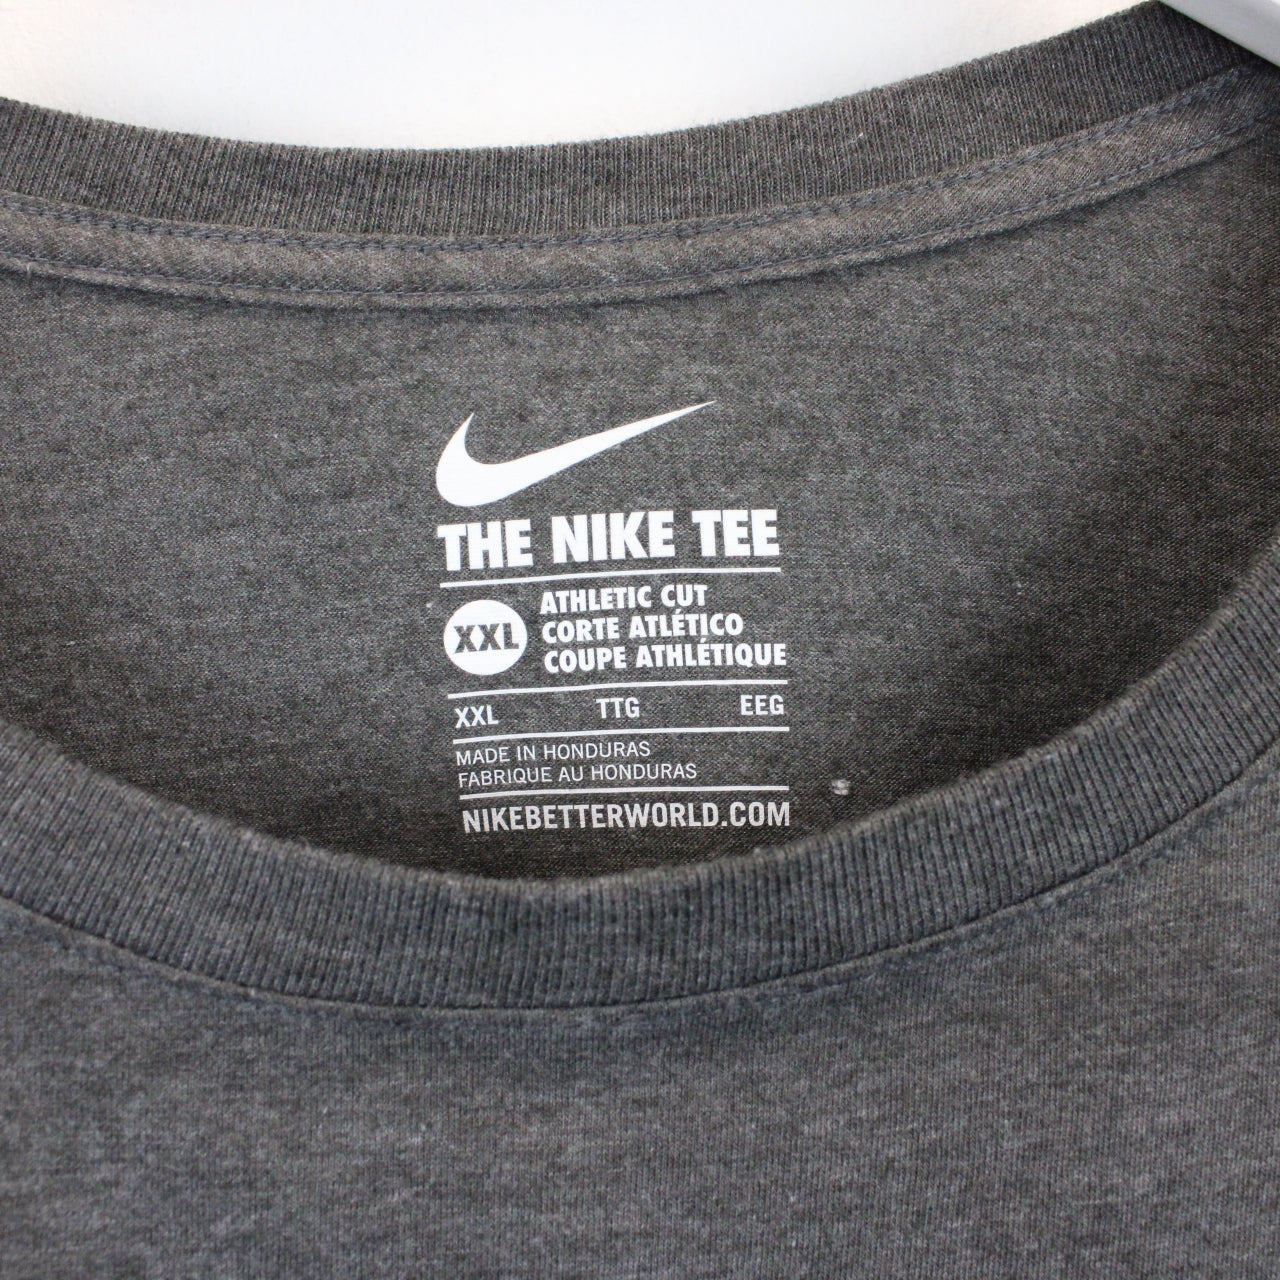 THE NIKE TEE
XXL
ATHLETIC CUT
CORTE ATLÉTICO
COUPE ATHLÉTIQUE
XXL TTG EEG
MADE IN HONDURAS
FABRIQUE AU HONDURAS
NIKEBETTERWORLD.COM